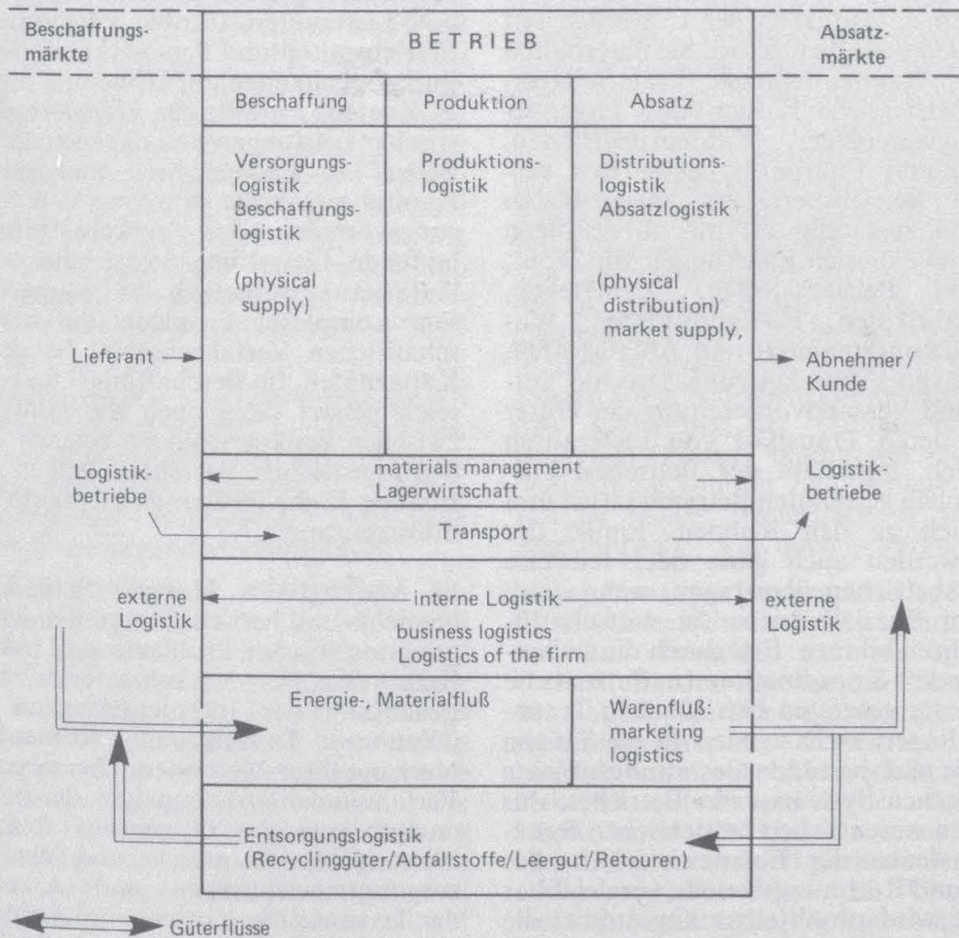 Beschaffungs-
märkte
BETRIEB
Absatz-
märkte
Beschaffung
Produktion
Absatz
Versorgungs-
logistik
Beschaffungs-
logistik
Produktions-
logistik
Distributions-
logistik
Absatzlogistik
(physical
supply)
(physical
distribution)
market supply,
Lieferant
Abnehmer/
Kunde
Logistik-
betriebe
materials management
Lagerwirtschaft
Logistik-
betriebe
Transport
externe
Logistik
interne Logistik
externe
Logistik
business logistics
Logistics of the firm
Energie-, Materialfluß
Warenfluß:
marketing
logistics
Entsorgungslogistik
(Recyclinggüter/Abfallstoffe/Leergut/Retouren)
Güterflüsse